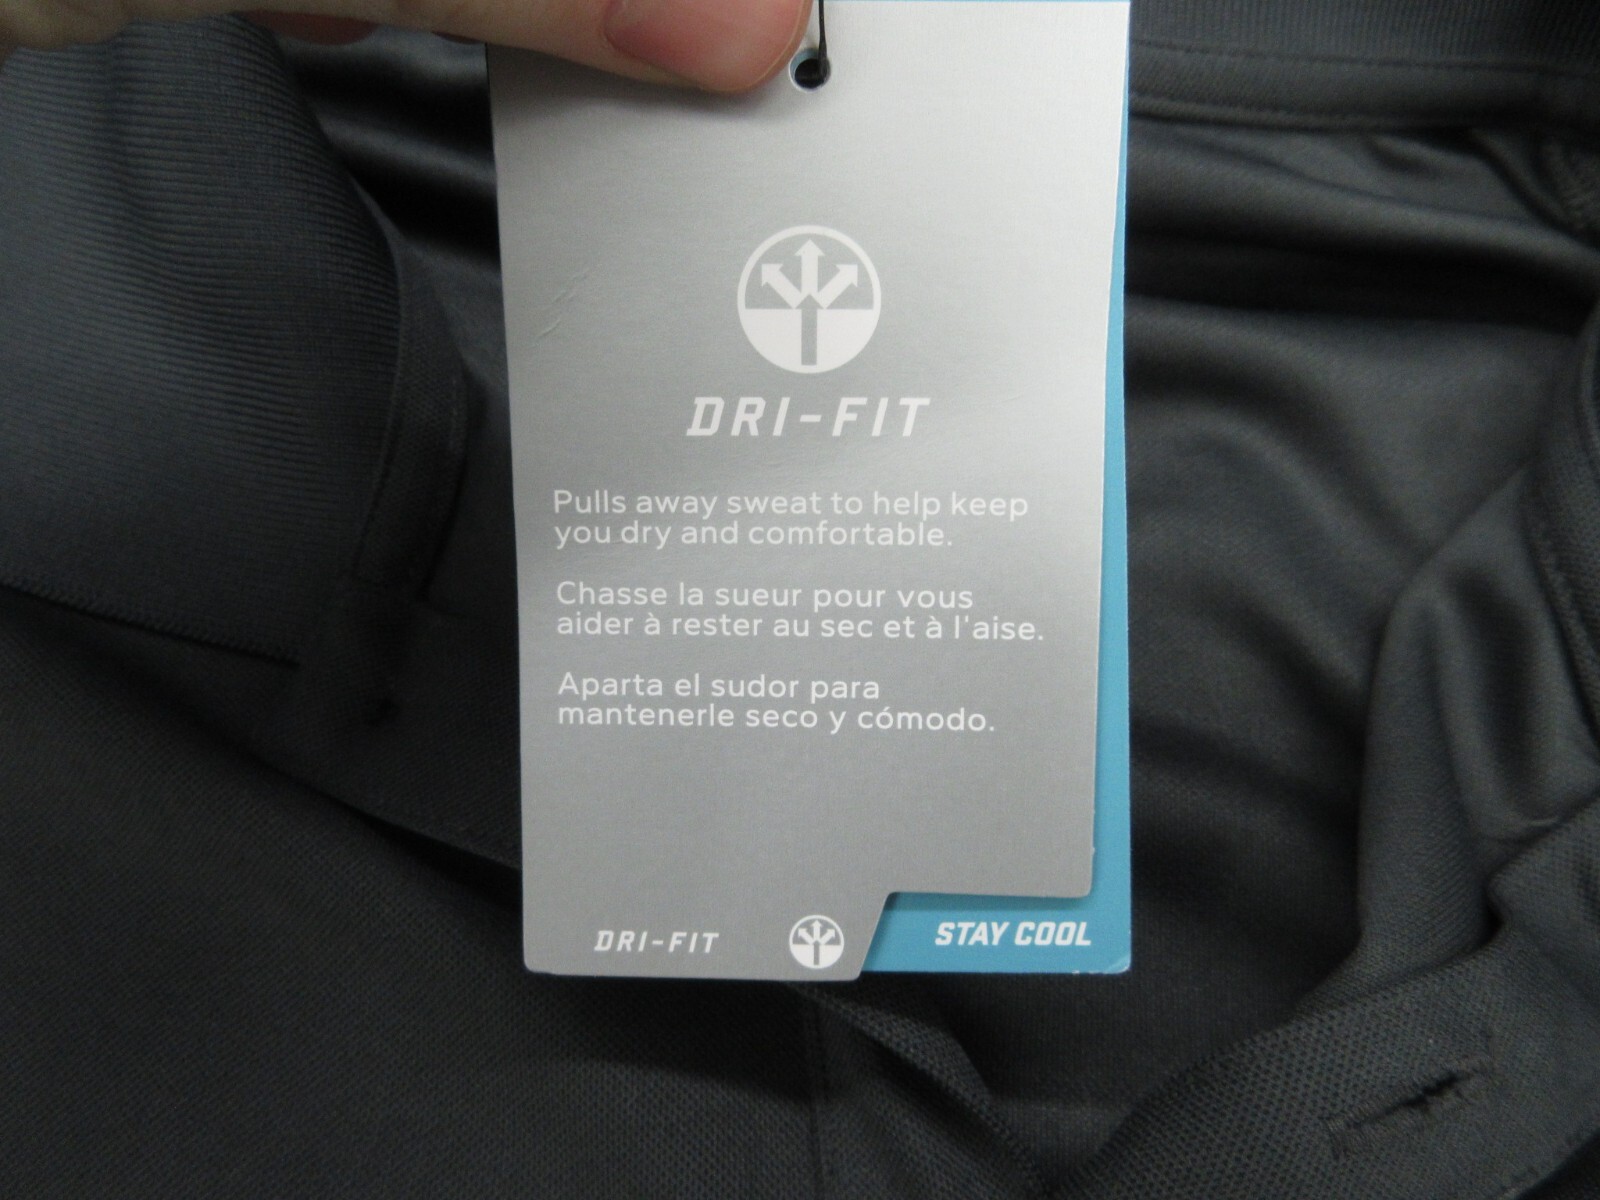 DRI-FIT
Pulls away sweat to help keep
you dry and comfortable.
Chasse la sueur pour vous
aider à rester au sec et à l'aise.
Aparta el sudor para
mantenerle seco y cómodo.
DRI-FIT
STAY COOL